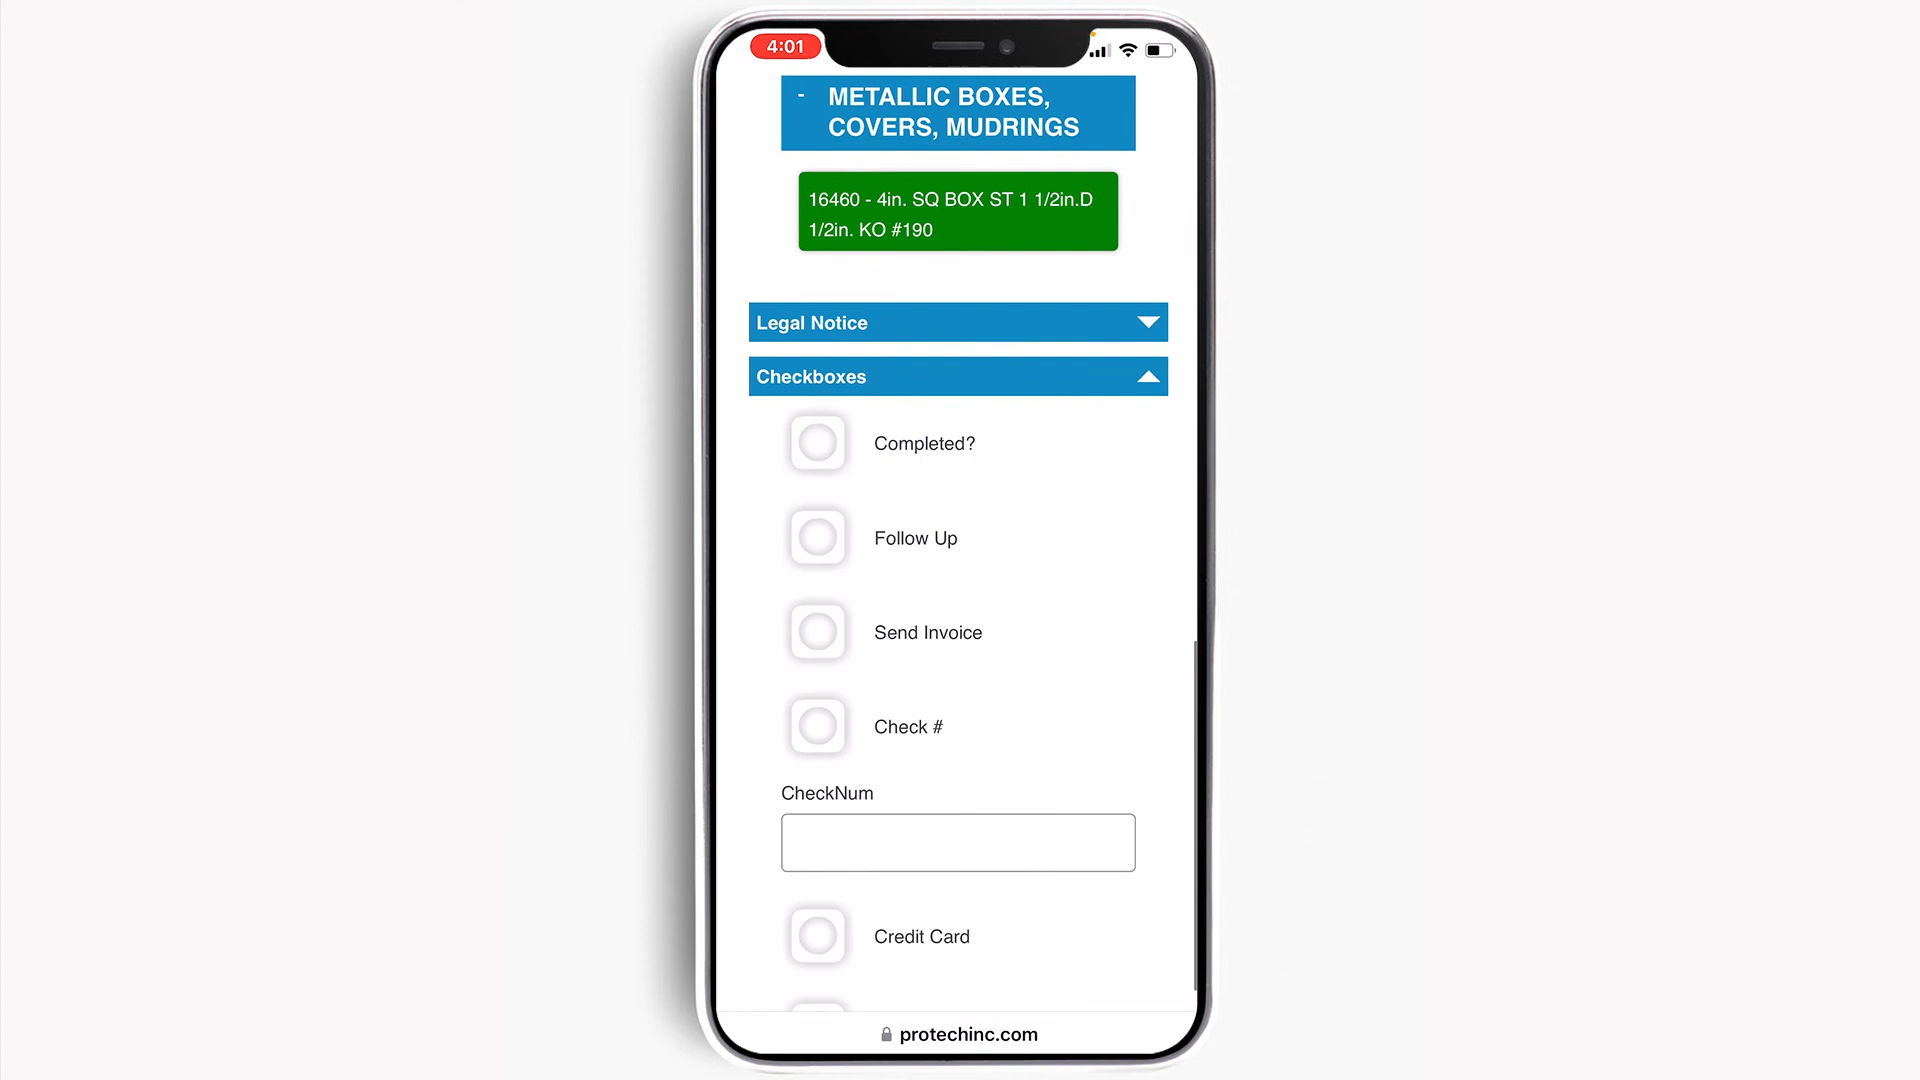 4:01
- METALLIC BOXES,
COVERS, MUDRINGS
16460 - 4in. SQ BOX ST 1 1/2in.D
1/2in. KO #190
Legal Notice
Checkboxes
Completed?
Follow Up
Send Invoice
Check #
CheckNum
Credit Card
protechinc.com